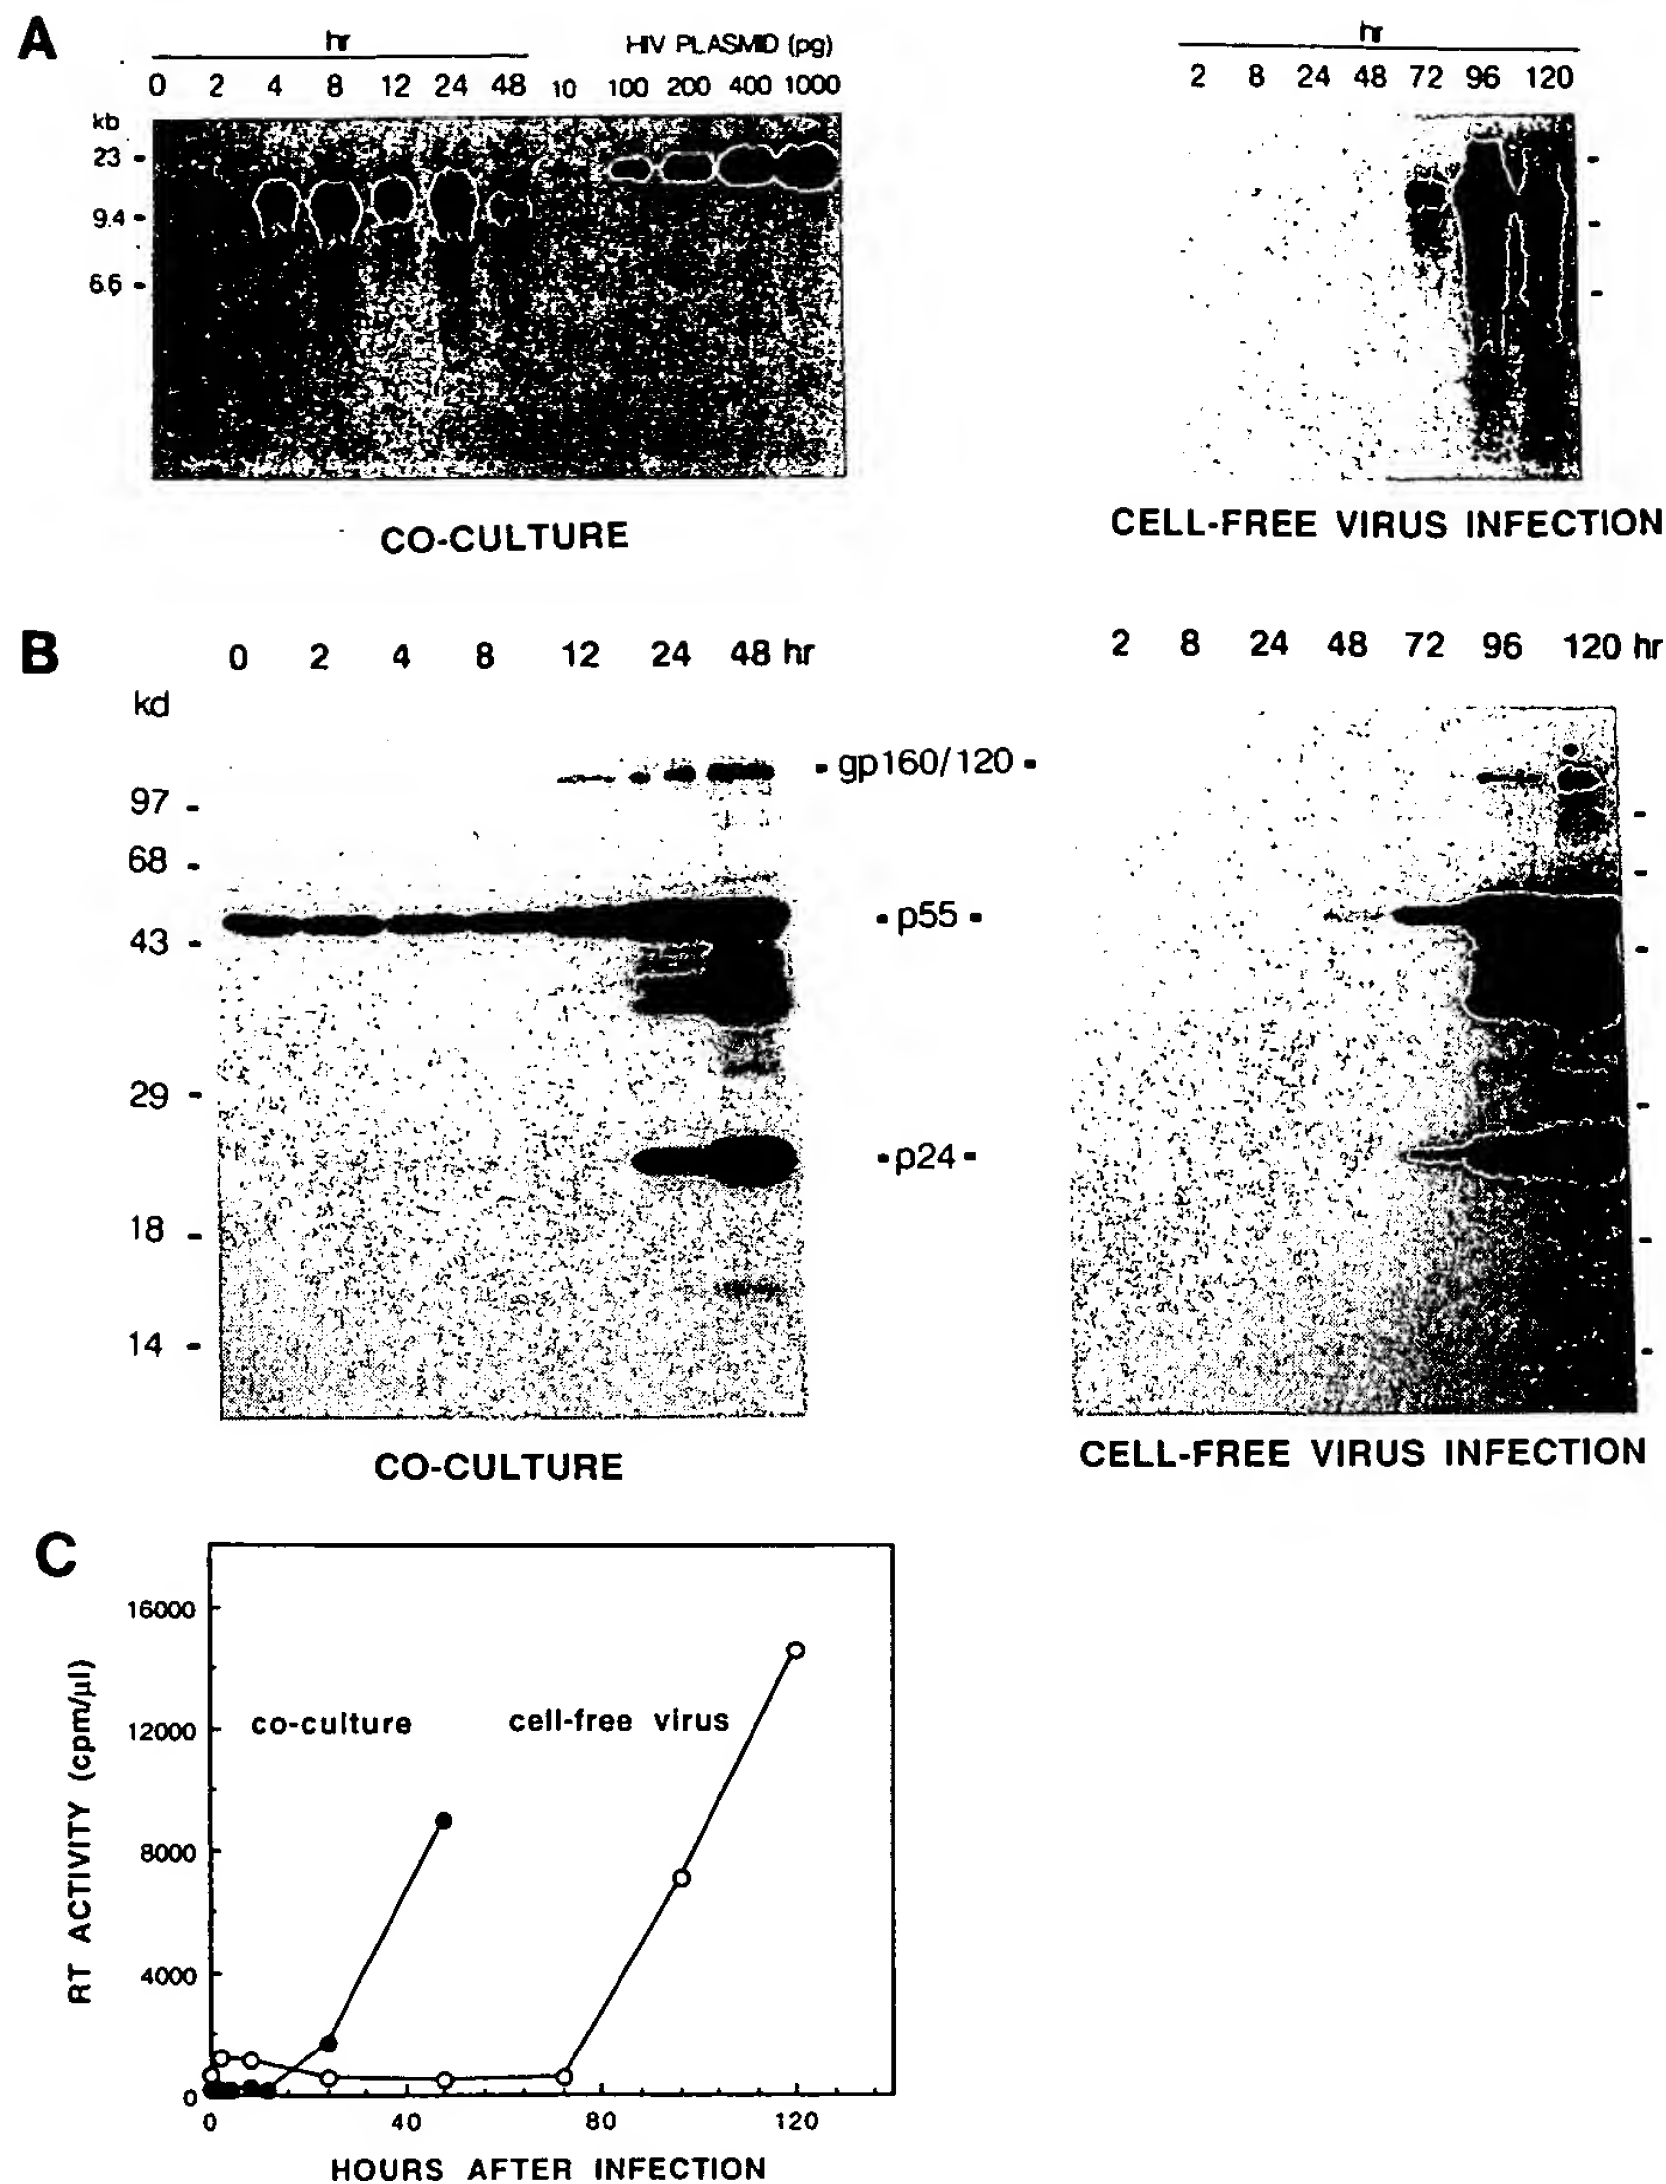 A
hr
HIV PLASMID (pg)
0 2 4 8 12 24 48 10 100 200 400 1000
kb
23 -
9.4 -
6.6 -
CO-CULTURE
hr
2 8 24 48 72 96 120
CELL-FREE VIRUS INFECTION
B
0 2 4 8 12 24 48 hr
kd
97 -
68 -
43 -
29 -
18 -
14 -
- gp160/120 -
- p55 -
- p24 -
CO-CULTURE
2 8 24 48 72 96 120 hr
CELL-FREE VIRUS INFECTION
C
RT ACTIVITY (cpm/µl)
16000
12000
8000
4000
0
co-culture cell-free virus
0 40 80 120
HOURS AFTER INFECTION